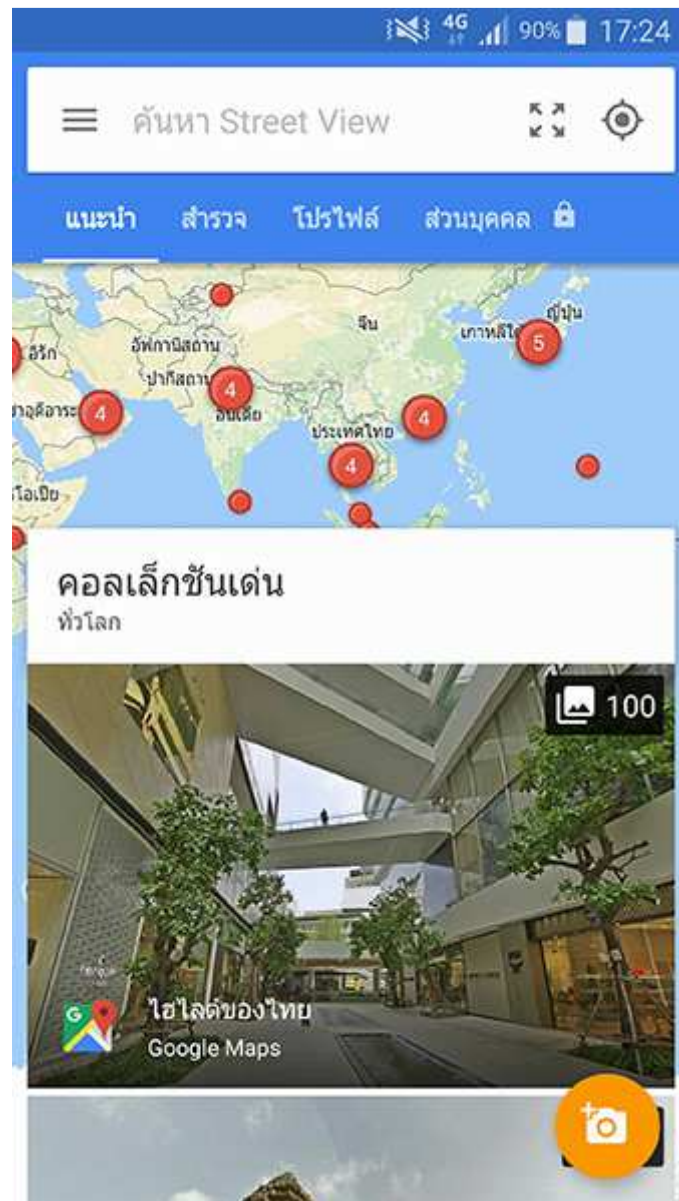 4G 90% 17:24
ค้นหา Street View
แนะนำ สำรวจ โปรไฟล์ ส่วนบุคคล
จีน
ญี่ปุ่น
อิรัก
อัฟกานิสถาน
ปากีสถาน
5
4
4
อินเดีย
4
ประเทศไทย
4
คอลเล็กชันเด่น
ทั่วโลก
100
ไฮไลต์ของไทย
Google Maps